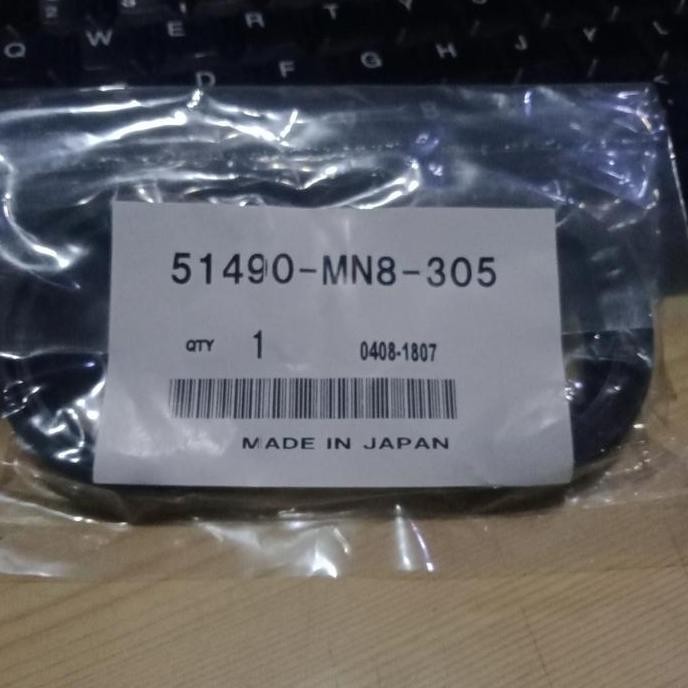 Q W E R T Y
D F G H J Y L
51490-MN8-305
QTY 1 0408-1807
MADE IN JAPAN